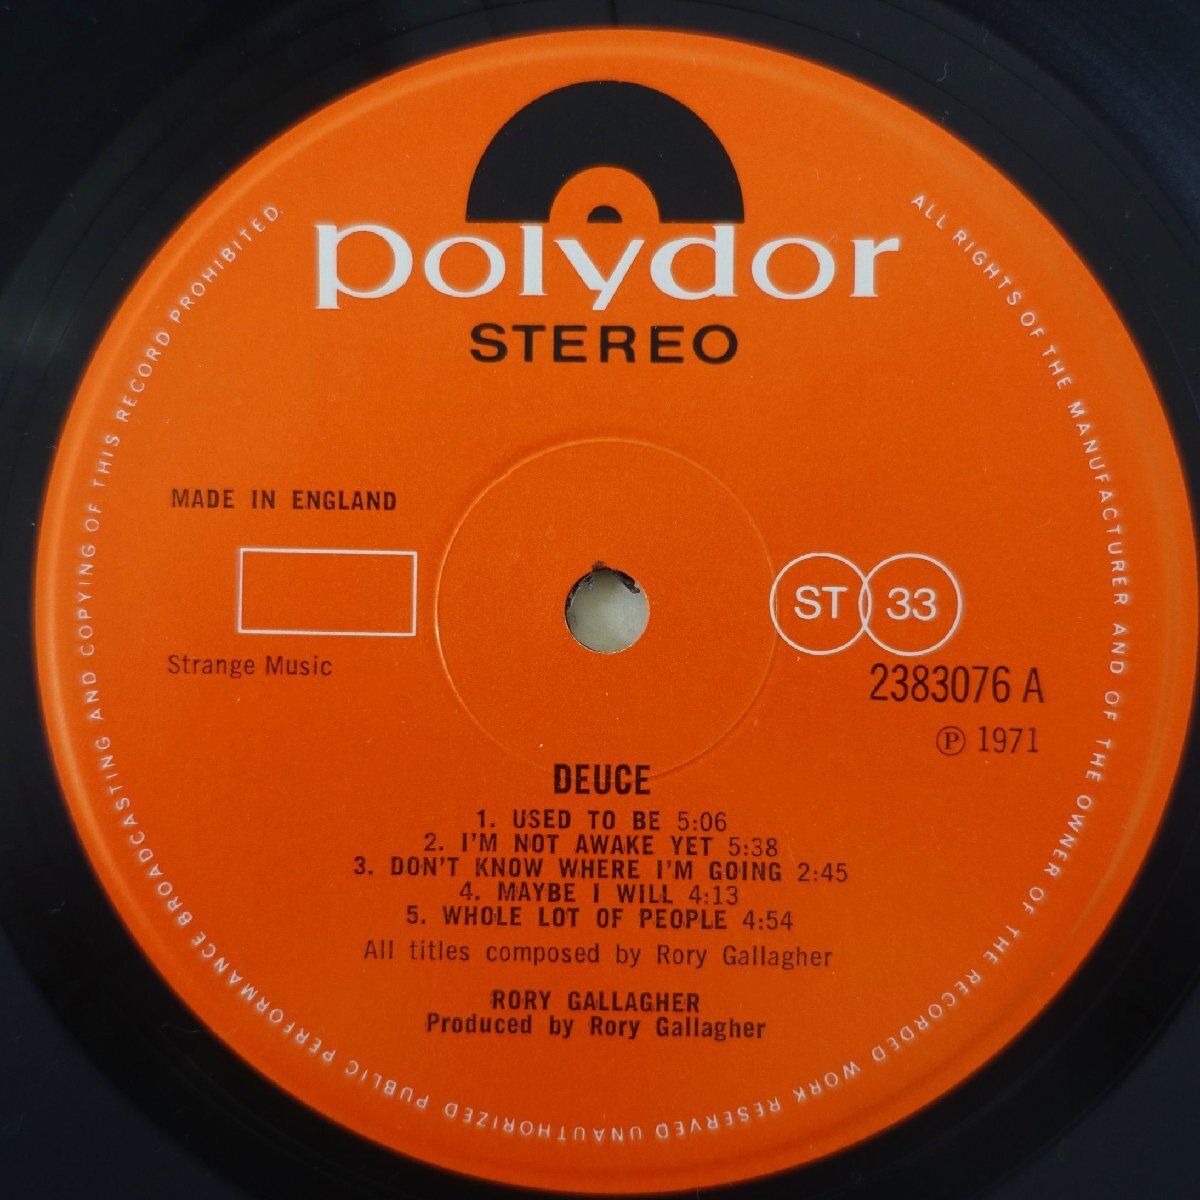 polydor
STEREO
MADE IN ENGLAND
ST 33
Strange Music
2383076 A
℗ 1971
DEUCE
1. USED TO BE 5:06
2. I'M NOT AWAKE YET 5:38
3. DON'T KNOW WHERE I'M GOING 2:45
4. MAYBE I WILL 4:13
5. WHOLE LOT OF PEOPLE 4:54
All titles composed by Rory Gallagher
RORY GALLAGHER
Produced by Rory Gallagher
ALL RIGHTS OF THE MANUFACTURER AND OF THE OWNER OF THE RECORDED WORK RESERVED UNAUTHORIZED PUBLIC PERFORMANCE BROADCASTING AND COPYING OF THIS RECORD PROHIBITED.